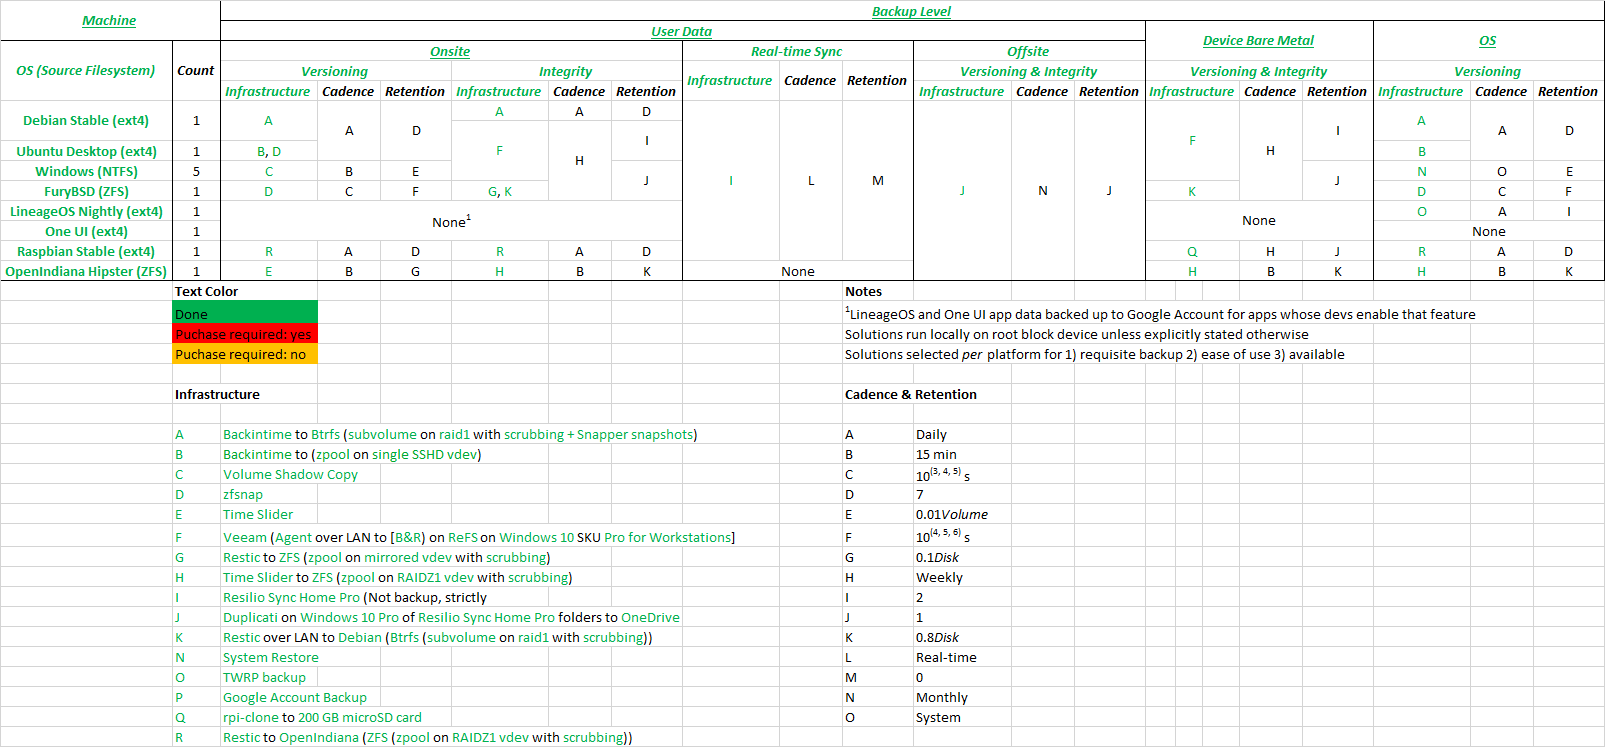 Machine Backup Level
User Data Device Bare Metal OS
Onsite Real-time Sync Offsite
OS (Source Filesystem) Count Versioning Integrity Infrastructure Cadence Retention Versioning & Integrity Versioning & Integrity Versioning
Infrastructure Cadence Retention Infrastructure Cadence Retention Infrastructure Cadence Retention Infrastructure Cadence Retention Infrastructure Cadence Retention
Debian Stable (ext4) 1 A A D A A D I L M J N J F H I A A D
Ubuntu Desktop (ext4) 1 B, D F H I B
Windows (NTFS) 5 C B E J J N O E
FuryBSD (ZFS) 1 D C F G, K K D C F
LineageOS Nightly (ext4) 1 None1 None O A I
One UI (ext4) 1 None
Raspbian Stable (ext4) 1 R A D R A D Q H J R A D
OpenIndiana Hipster (ZFS) 1 E B G H B K None H B K H B K
Text Color Notes
Done 1LineageOS and One UI app data backed up to Google Account for apps whose devs enable that feature
Puchase required: yes Solutions run locally on root block device unless explicitly stated otherwise
Puchase required: no Solutions selected per platform for 1) requisite backup 2) ease of use 3) available
Infrastructure Cadence & Retention
A Backintime to Btrfs (subvolume on raid1 with scrubbing + Snapper snapshots) A Daily
B Backintime to (zpool on single SSHD vdev) B 15 min
C Volume Shadow Copy C 10(3, 4, 5) s
D zfsnap D 7
E Time Slider E 0.01Volume
F Veeam (Agent over LAN to [B&R) on ReFS on Windows 10 SKU Pro for Workstations] F 10(4, 5, 6) s
G Restic to ZFS (zpool on mirrored vdev with scrubbing) G 0.1Disk
H Time Slider to ZFS (zpool on RAIDZ1 vdev with scrubbing) H Weekly
I Resilio Sync Home Pro (Not backup, strictly I 2
J Duplicati on Windows 10 Pro of Resilio Sync Home Pro folders to OneDrive J 1
K Restic over LAN to Debian (Btrfs (subvolume on raid1 with scrubbing)) K 0.8Disk
N System Restore L Real-time
O TWRP backup M 0
P Google Account Backup N Monthly
Q rpi-clone to 200 GB microSD card O System
R Restic to OpenIndiana (ZFS (zpool on RAIDZ1 vdev with scrubbing))